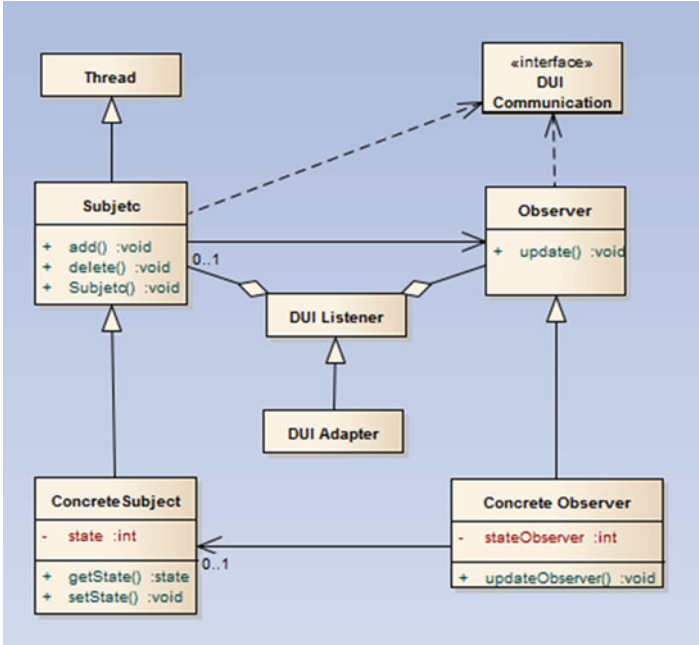 Thread
«interface»
DUI
Communication
Subjetc
+ add() :void
+ delete() :void
+ Subjetc() :void
0..1
Observer
+ update() :void
DUI Listener
DUI Adapter
ConcreteSubject
- state :int
+ getState() :state
+ setState() :void
0..1
Concrete Observer
- stateObserver :int
+ updateObserver() :void